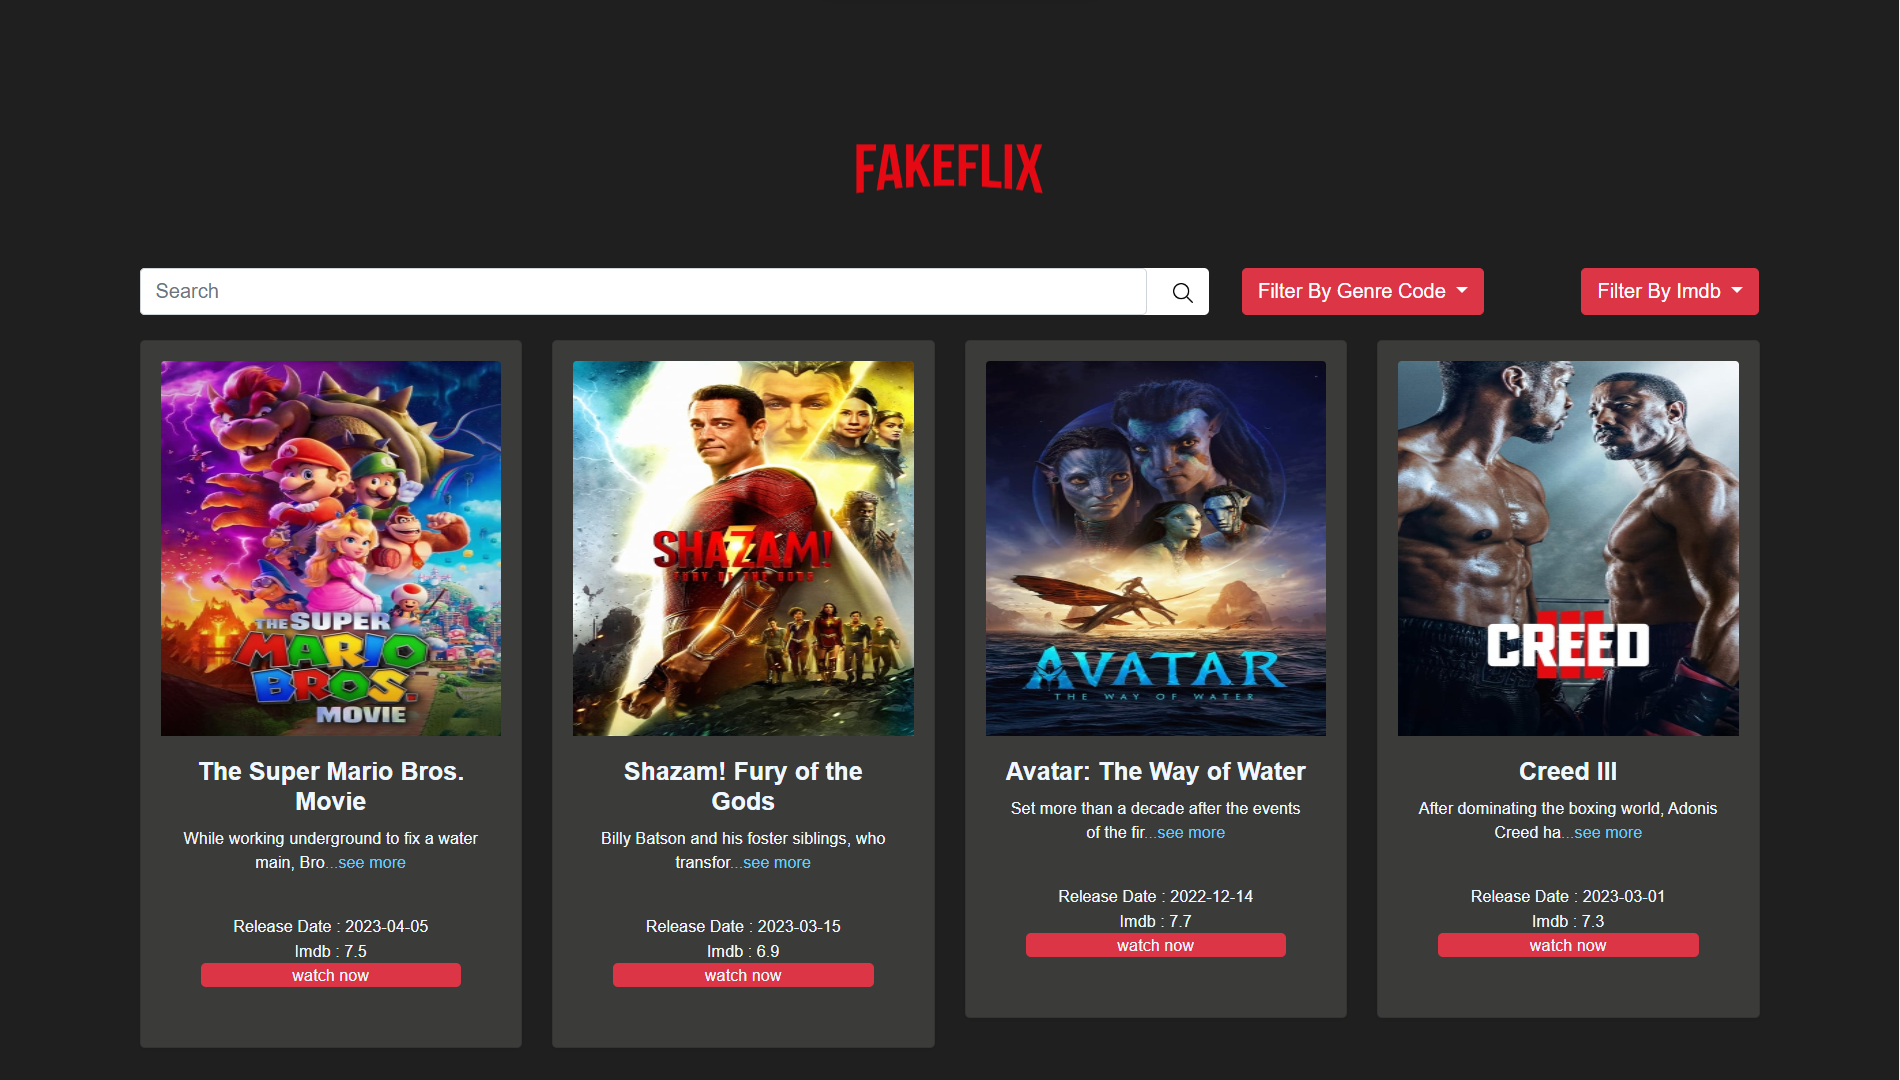 FAKEFLIX
Search
Filter By Genre Code
Filter By Imdb
THE SUPER
MARIO
BROS.
MOVIE
SHAZAM!
FURY OF THE GODS
AVATAR
THE WAY OF WATER
III
CREED
The Super Mario Bros.
Movie
While working underground to fix a water
main, Bro...see more
Release Date : 2023-04-05
Imdb : 7.5
watch now
Shazam! Fury of the
Gods
Billy Batson and his foster siblings, who
transfor...see more
Release Date : 2023-03-15
Imdb : 6.9
watch now
Avatar: The Way of Water
Set more than a decade after the events
of the fir...see more
Release Date : 2022-12-14
Imdb : 7.7
watch now
Creed III
After dominating the boxing world, Adonis
Creed ha...see more
Release Date : 2023-03-01
Imdb : 7.3
watch now